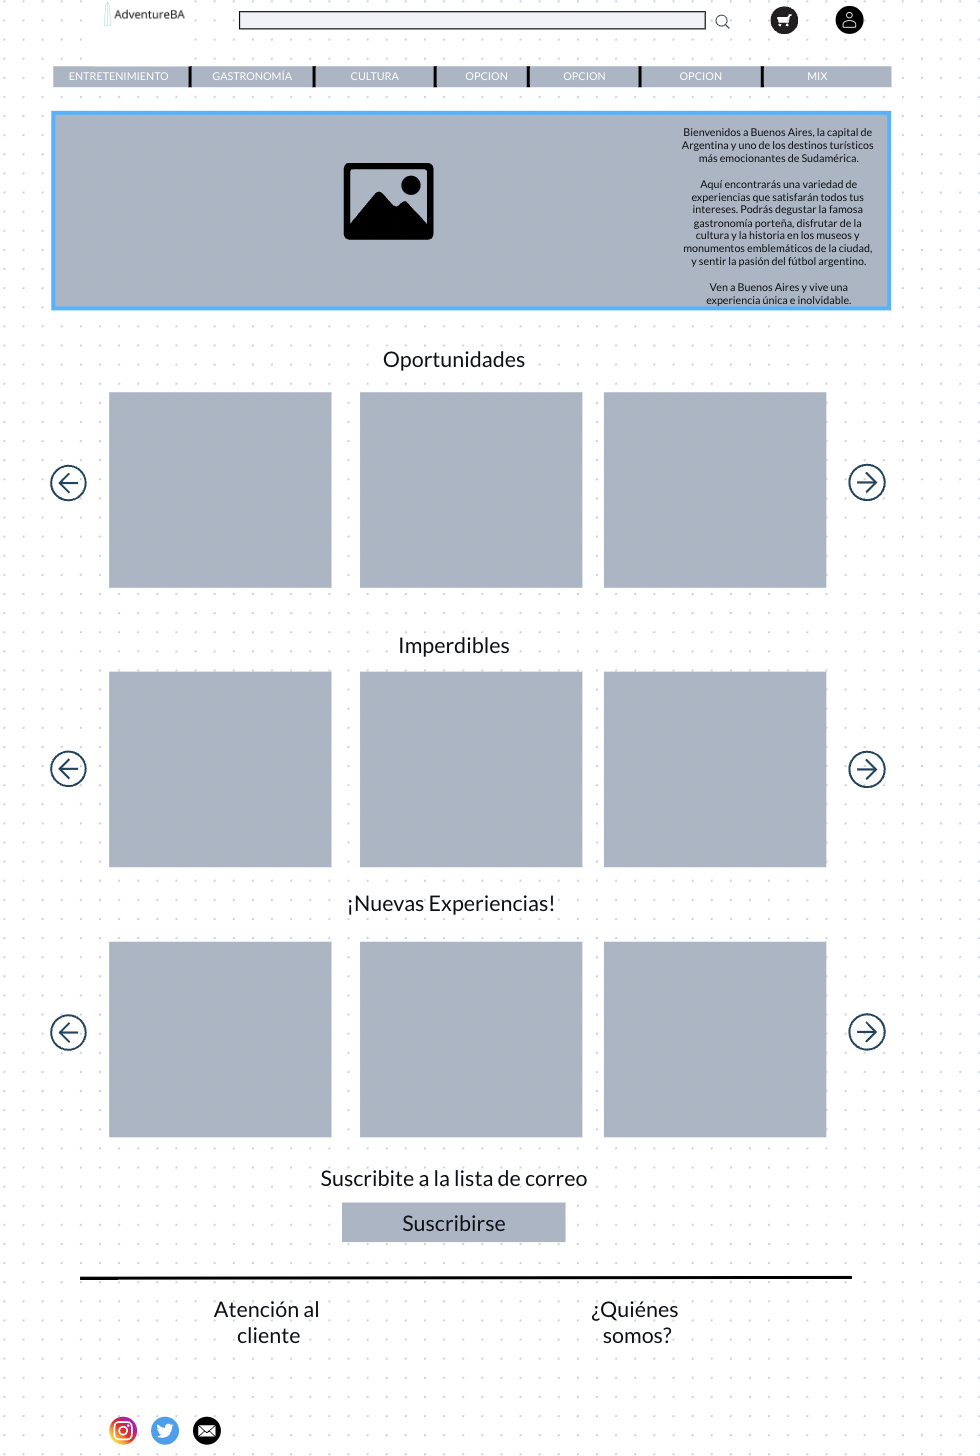 AdventureBA
ENTRETENIMIENTO
GASTRONOMÍA
CULTURA
OPCION
OPCION
OPCION
MIX
Bienvenidos a Buenos Aires, la capital de
Argentina y uno de los destinos turísticos
más emocionantes de Sudamérica.
Aquí encontrarás una variedad de
experiencias que satisfarán todos tus
intereses. Podrás degustar la famosa
gastronomía porteña, disfrutar de la
cultura y la historia en los museos y
monumentos emblemáticos de la ciudad,
y sentir la pasión del fútbol argentino.
Ven a Buenos Aires y vive una
experiencia única e inolvidable.
Oportunidades
Imperdibles
¡Nuevas Experiencias!
Suscribite a la lista de correo
Suscribirse
Atención al
cliente
¿Quiénes
somos?